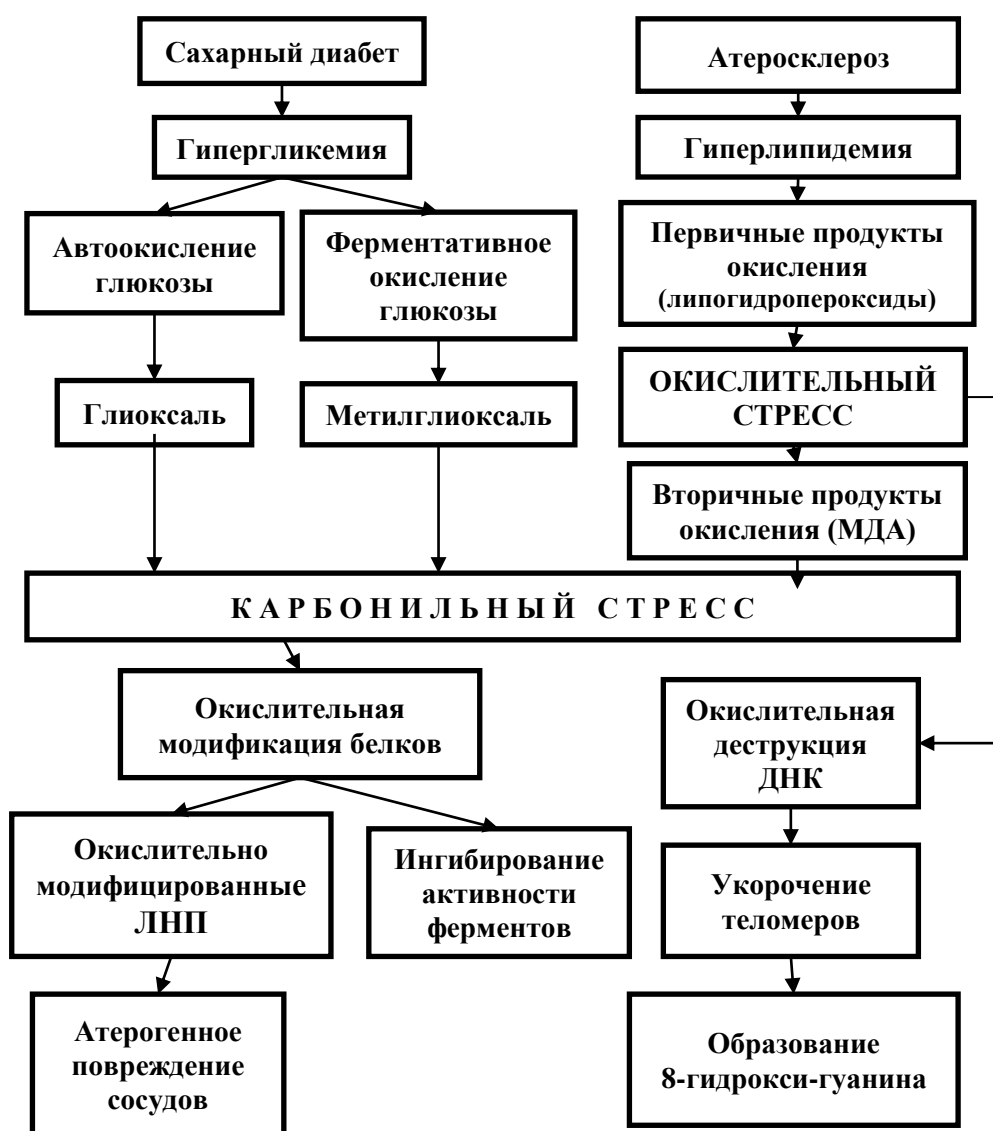 Сахарный диабет
Атеросклероз
Гипергликемия
Гиперлипидемия
Автоокисление
глюкозы
Ферментативное
окисление
глюкозы
Первичные продукты
окисления
(липогидропероксиды)
Глиоксаль
Метилглиоксаль
ОКИСЛИТЕЛЬНЫЙ
СТРЕСС
Вторичные продукты
окисления (МДА)
К А Р Б О Н И Л Ь Н Ы Й С Т Р Е С С
Окислительная
модификация белков
Окислительная
деструкция
ДНК
Окислительно
модифицированные
ЛНП
Ингибирование
активности
ферментов
Укорочение
теломеров
Атерогенное
повреждение
сосудов
Образование
8-гидрокси-гуанина